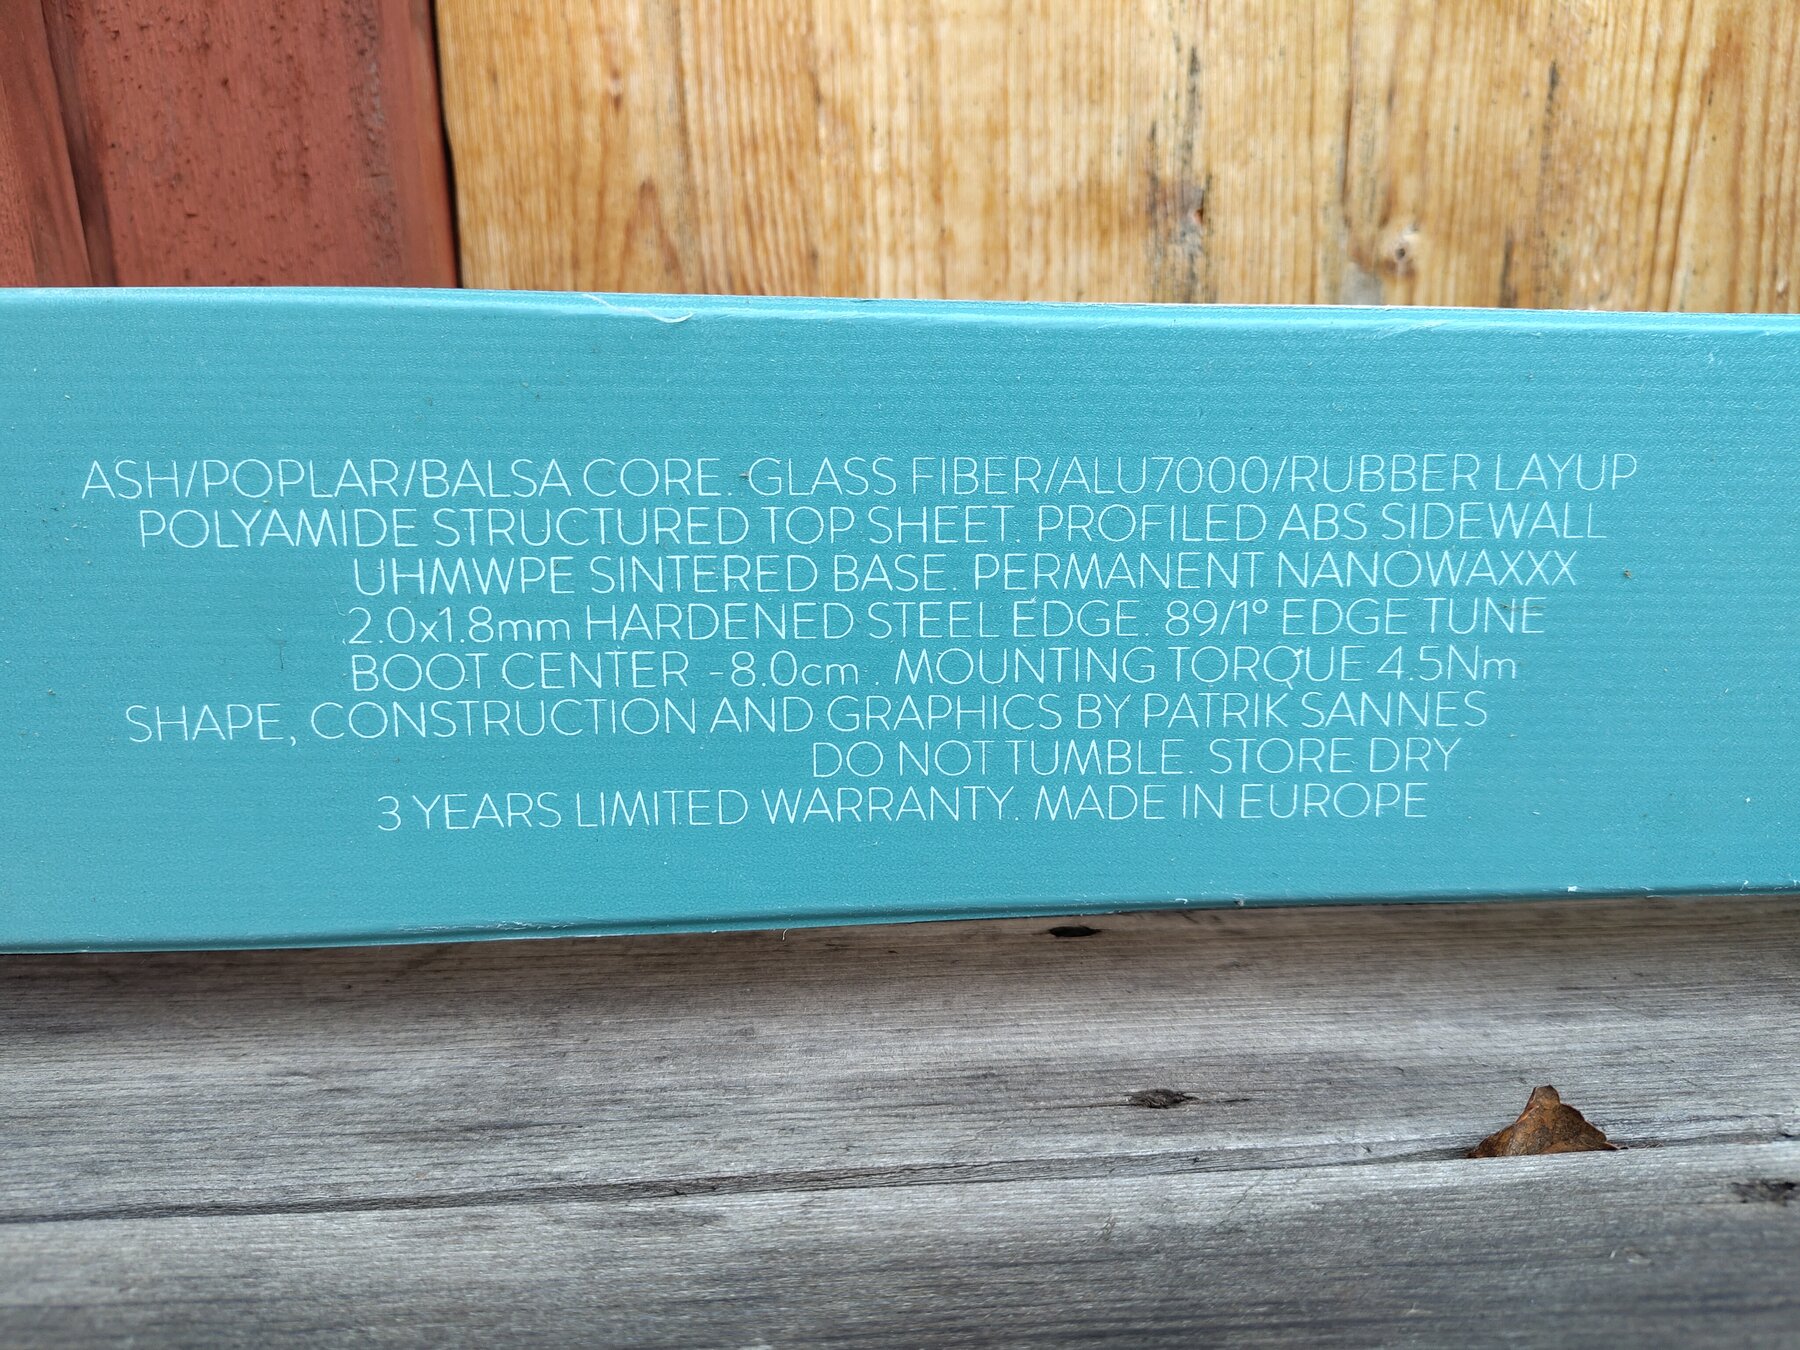 ASH/POPLAR/BALSA CORE. GLASS FIBER/ALU7000/RUBBER LAYUP
POLYAMIDE STRUCTURED TOP SHEET. PROFILED ABS SIDEWALL
UHMWPE SINTERED BASE. PERMANENT NANOWAXXX
2.0x1.8mm HARDENED STEEL EDGE. 89/1° EDGE TUNE
BOOT CENTER -8.0cm . MOUNTING TORQUE 4.5Nm
SHAPE, CONSTRUCTION AND GRAPHICS BY PATRIK SANNES
DO NOT TUMBLE. STORE DRY
3 YEARS LIMITED WARRANTY. MADE IN EUROPE